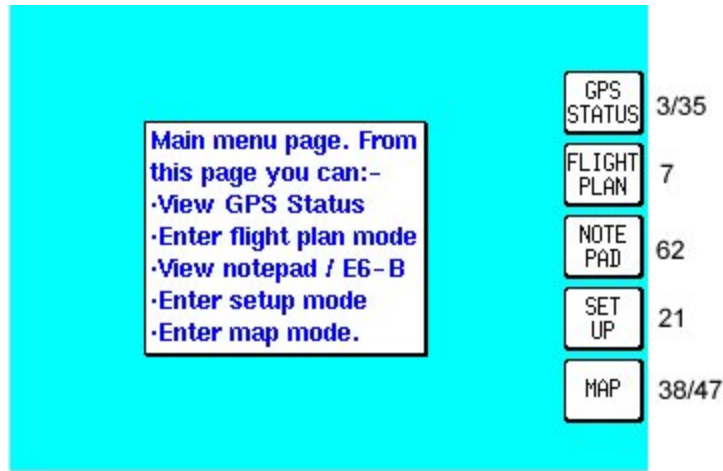 Main menu page. From
this page you can:-
·View GPS Status
·Enter flight plan mode
·View notepad / E6-B
·Enter setup mode
·Enter map mode.
GPS
STATUS
3/35
FLIGHT
PLAN
7
NOTE
PAD
62
SET
UP
21
MAP
38/47